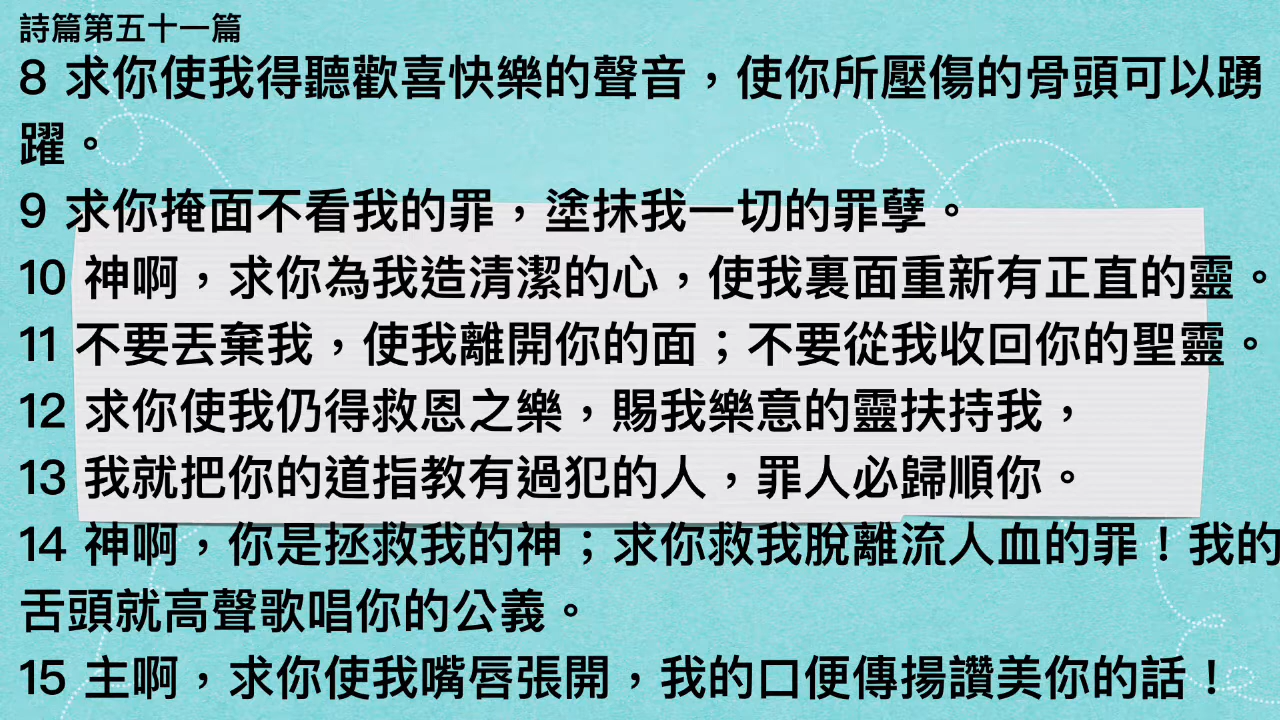 詩篇第五十一篇
8 求你使我得聽歡喜快樂的聲音，使你所壓傷的骨頭可以踴
躍。
9 求你掩面不看我的罪，塗抹我一切的罪孽。
10 神啊，求你為我造清潔的心，使我裏面重新有正直的靈。
11 不要丟棄我，使我離開你的面；不要從我收回你的聖靈。
12 求你使我仍得救恩之樂，賜我樂意的靈扶持我，
13 我就把你的道指教有過犯的人，罪人必歸順你。
14 神啊，你是拯救我的神；求你救我脫離流人血的罪！我的
舌頭就高聲歌唱你的公義。
15 主啊，求你使我嘴唇張開，我的口便傳揚讚美你的話！